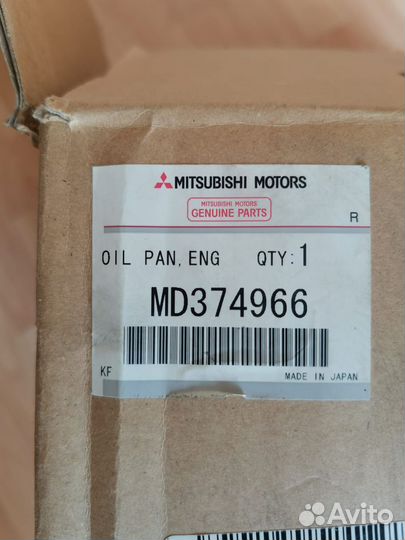 MITSUBISHI MOTORS
MITSUBISHI MOTORS
GENUINE PARTS
R
OIL PAN, ENG QTY:1
MD374966
KF
MADE IN JAPAN
Avito